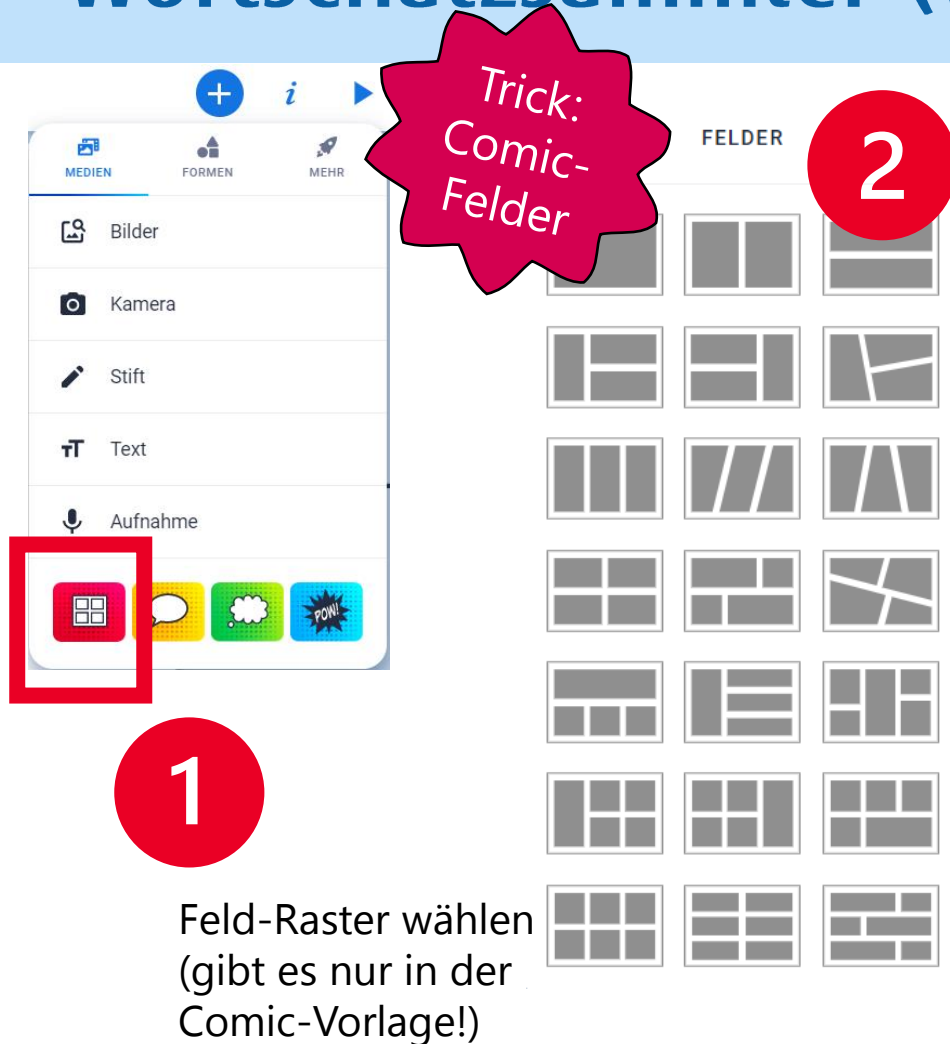 Trick:
Comic-
Felder
MEDIEN
FORMEN
MEHR
Bilder
Kamera
Stift
Text
Aufnahme
POW!
1
Feld-Raster wählen
(gibt es nur in der
Comic-Vorlage!)
FELDER
2